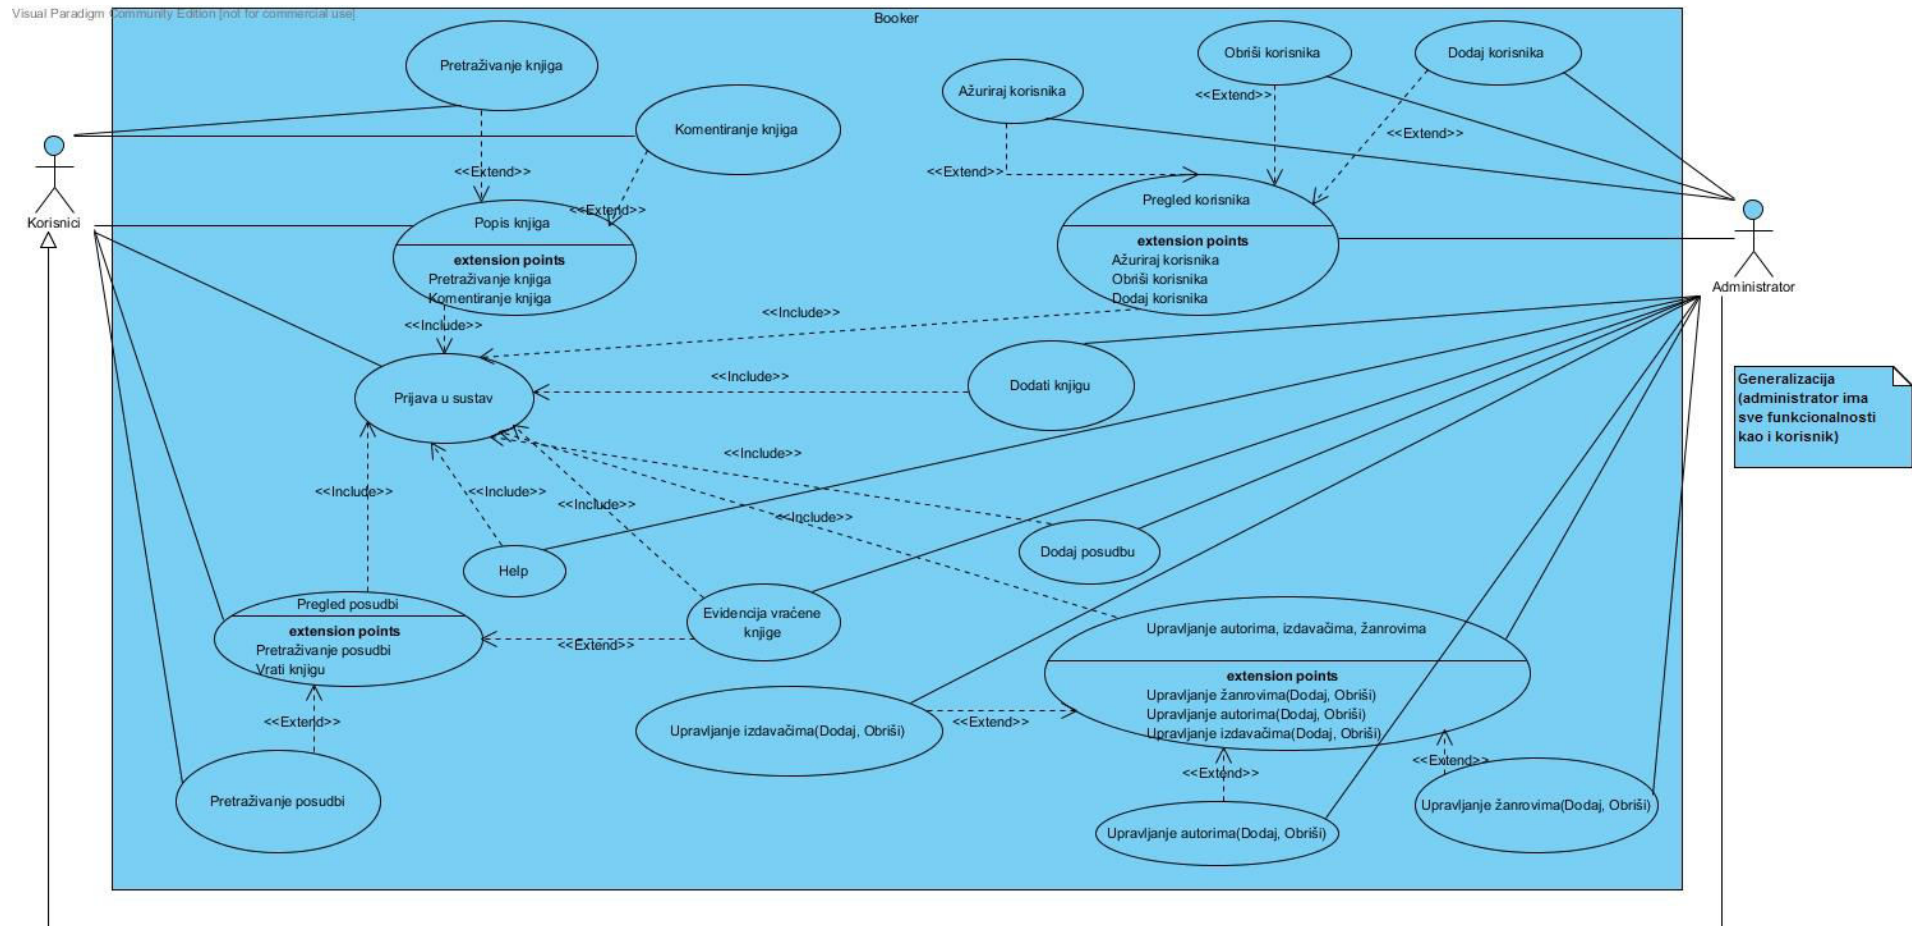 Visual Paradigm Community Edition [not for commercial use]
Booker
Pretraživanje knjiga
Obriši korisnika
Dodaj korisnika
Ažuriraj korisnika
<<Extend>>
Komentiranje knjiga
<<Extend>>
<<Extend>>
<<Extend>>
Korisnici
<<Extend>>
Popis knjiga
extension points
Pretraživanje knjiga
Komentiranje knjiga
Pregled korisnika
extension points
Ažuriraj korisnika
Obriši korisnika
Dodaj korisnika
Administrator
<<Include>>
<<Include>>
Prijava u sustav
<<Include>>
Dodati knjigu
Generalizacija
(administrator ima
sve funkcionalnosti
kao i korisnik)
<<Include>>
<<Include>>
<<Include>>
<<Include>>
<<Include>>
Help
Dodaj posudbu
Pregled posudbi
extension points
Pretraživanje posudbi
Vrati knjigu
<<Extend>>
Evidencija vraćene
knjige
Upravljanje autorima, izdavačima, žanrovima
extension points
Upravljanje žanrovima(Dodaj, Obriši)
Upravljanje autorima(Dodaj, Obriši)
Upravljanje izdavačima(Dodaj, Obriši)
<<Extend>>
Upravljanje izdavačima(Dodaj, Obriši)
<<Extend>>
<<Extend>>
<<Extend>>
Pretraživanje posudbi
Upravljanje autorima(Dodaj, Obriši)
Upravljanje žanrovima(Dodaj, Obriši)